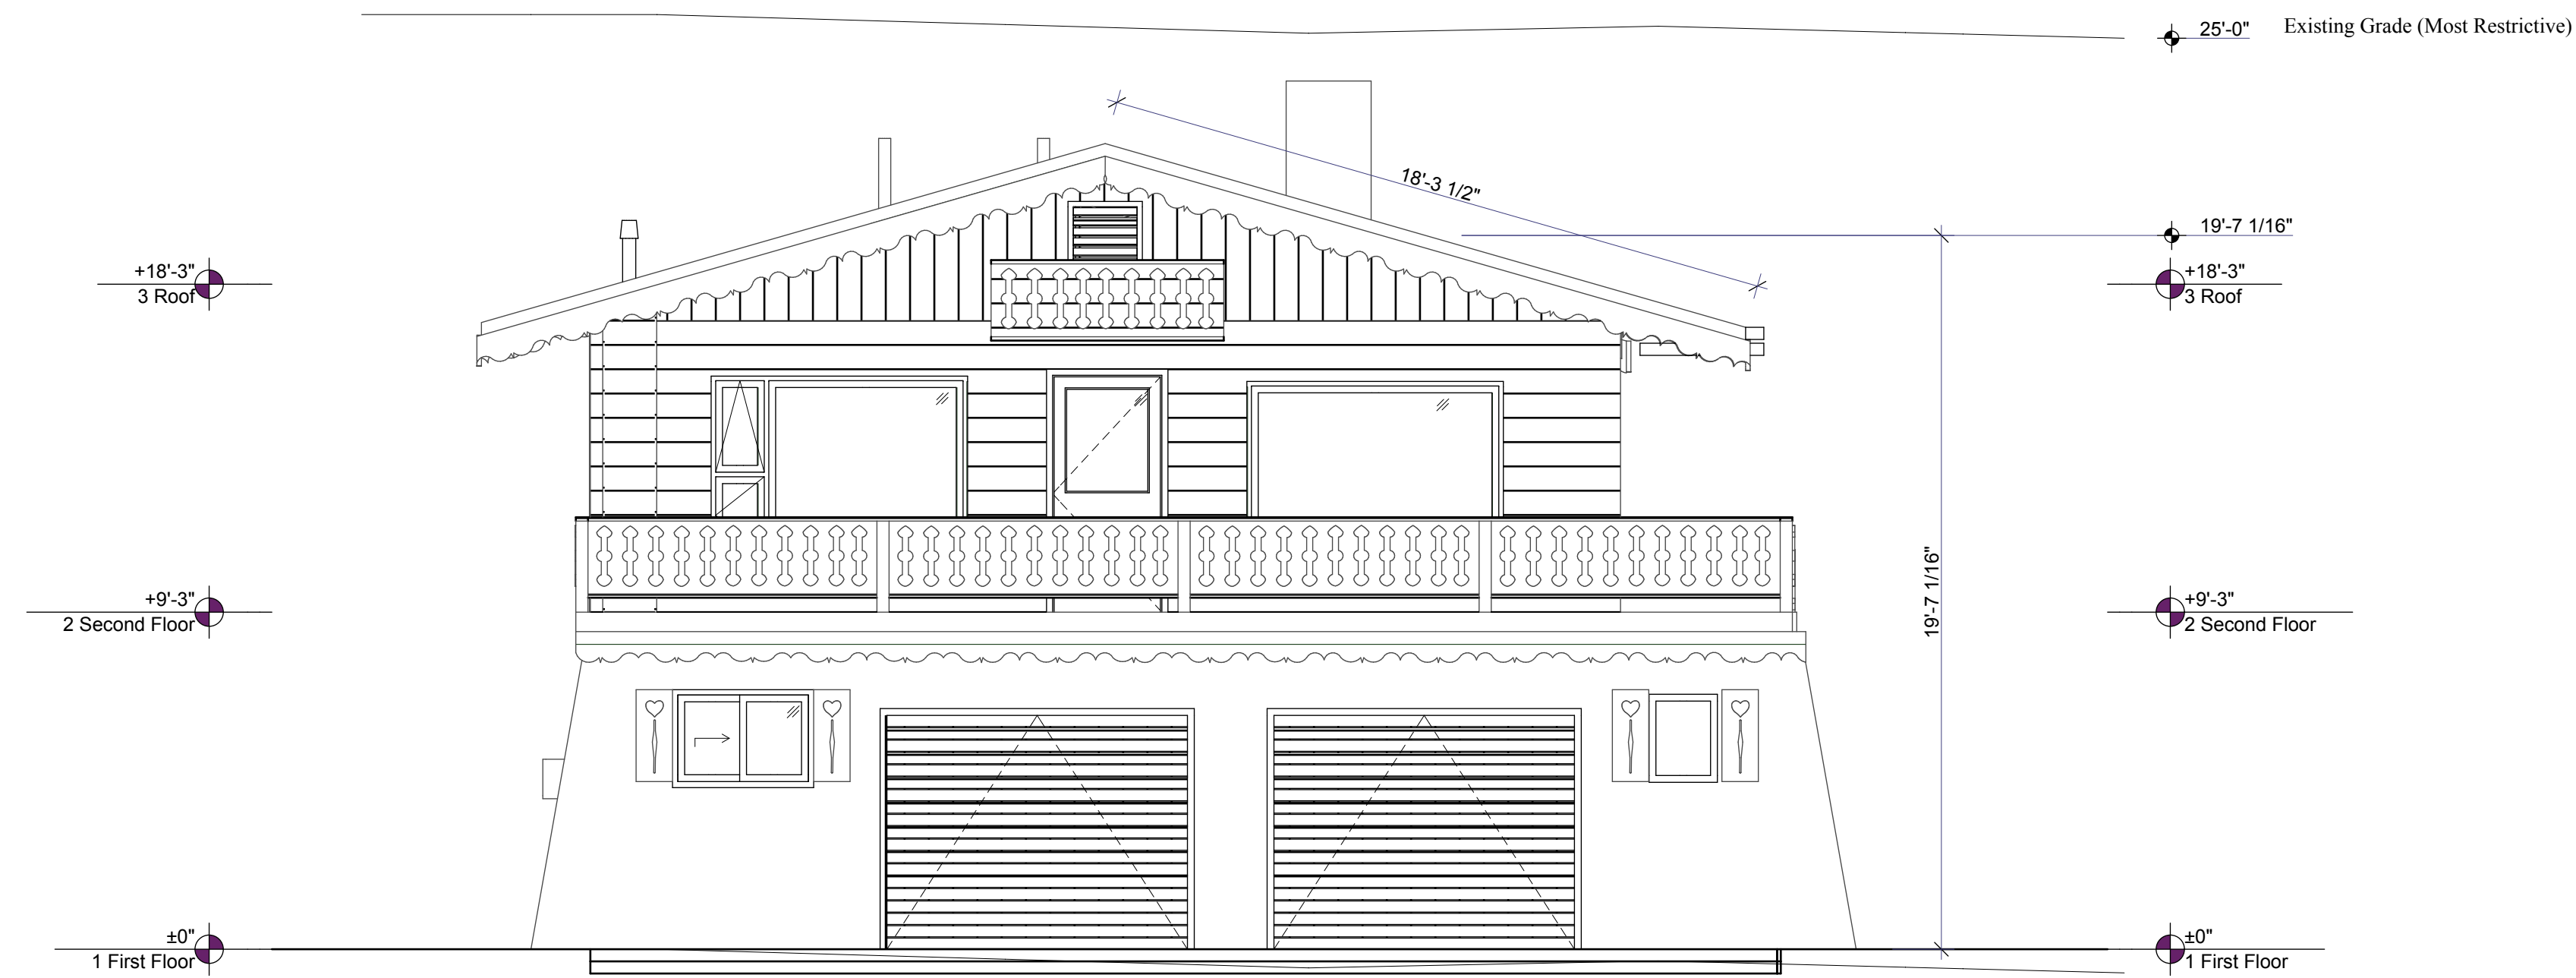 25'-0" Existing Grade (Most Restrictive)
18'-3 1/2"
19'-7 1/16"
+18'-3"
3 Roof
+18'-3"
3 Roof
19'-7 1/16"
+9'-3"
2 Second Floor
+9'-3"
2 Second Floor
±0"
1 First Floor
±0"
1 First Floor